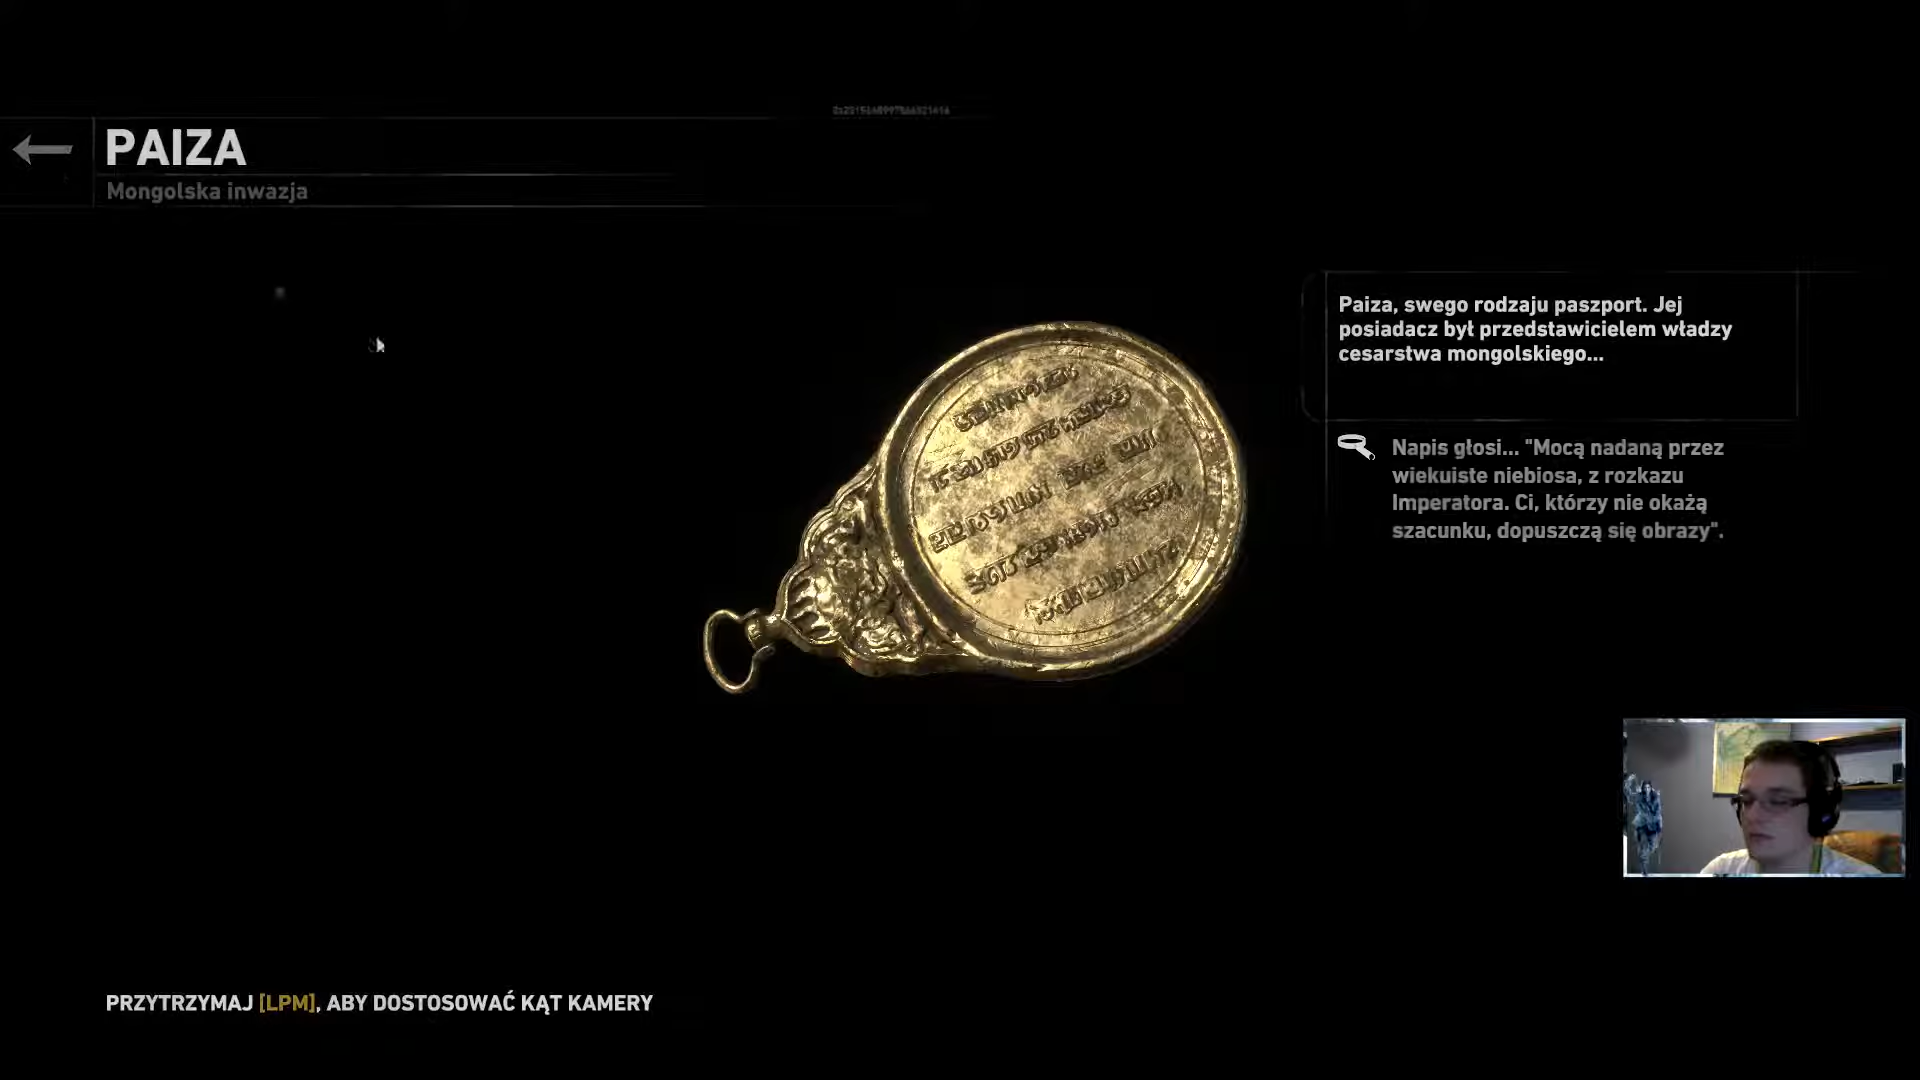 PAIZA
Mongolska inwazja
Paiza, swego rodzaju paszport. Jej
posiadacz był przedstawicielem władzy
cesarstwa mongolskiego...
Napis głosi... "Mocą nadaną przez
wiekuiste niebiosa, z rozkazu
Imperatora. Ci, którzy nie okażą
szacunku, dopuszczą się obrazy".
PRZYTRZYMAJ [LPM], ABY DOSTOSOWAĆ KĄT KAMERY